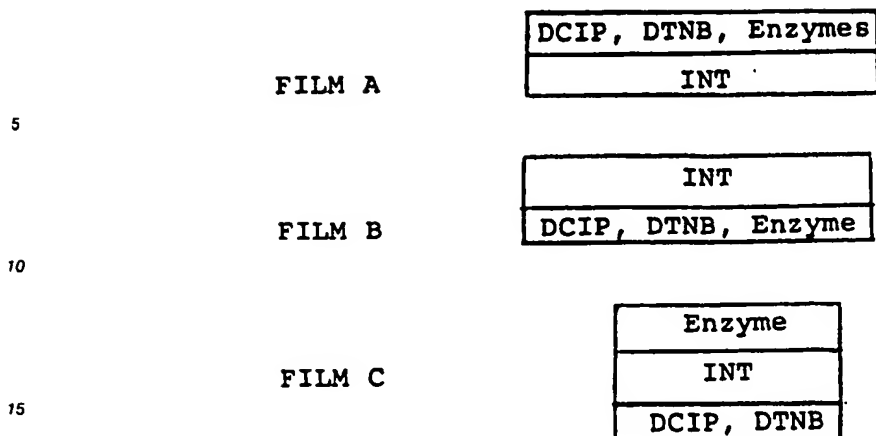 DCIP, DTNB, Enzymes
FILM A
INT
5
INT
FILM B
DCIP, DTNB, Enzyme
10
Enzyme
FILM C
INT
15
DCIP, DTNB